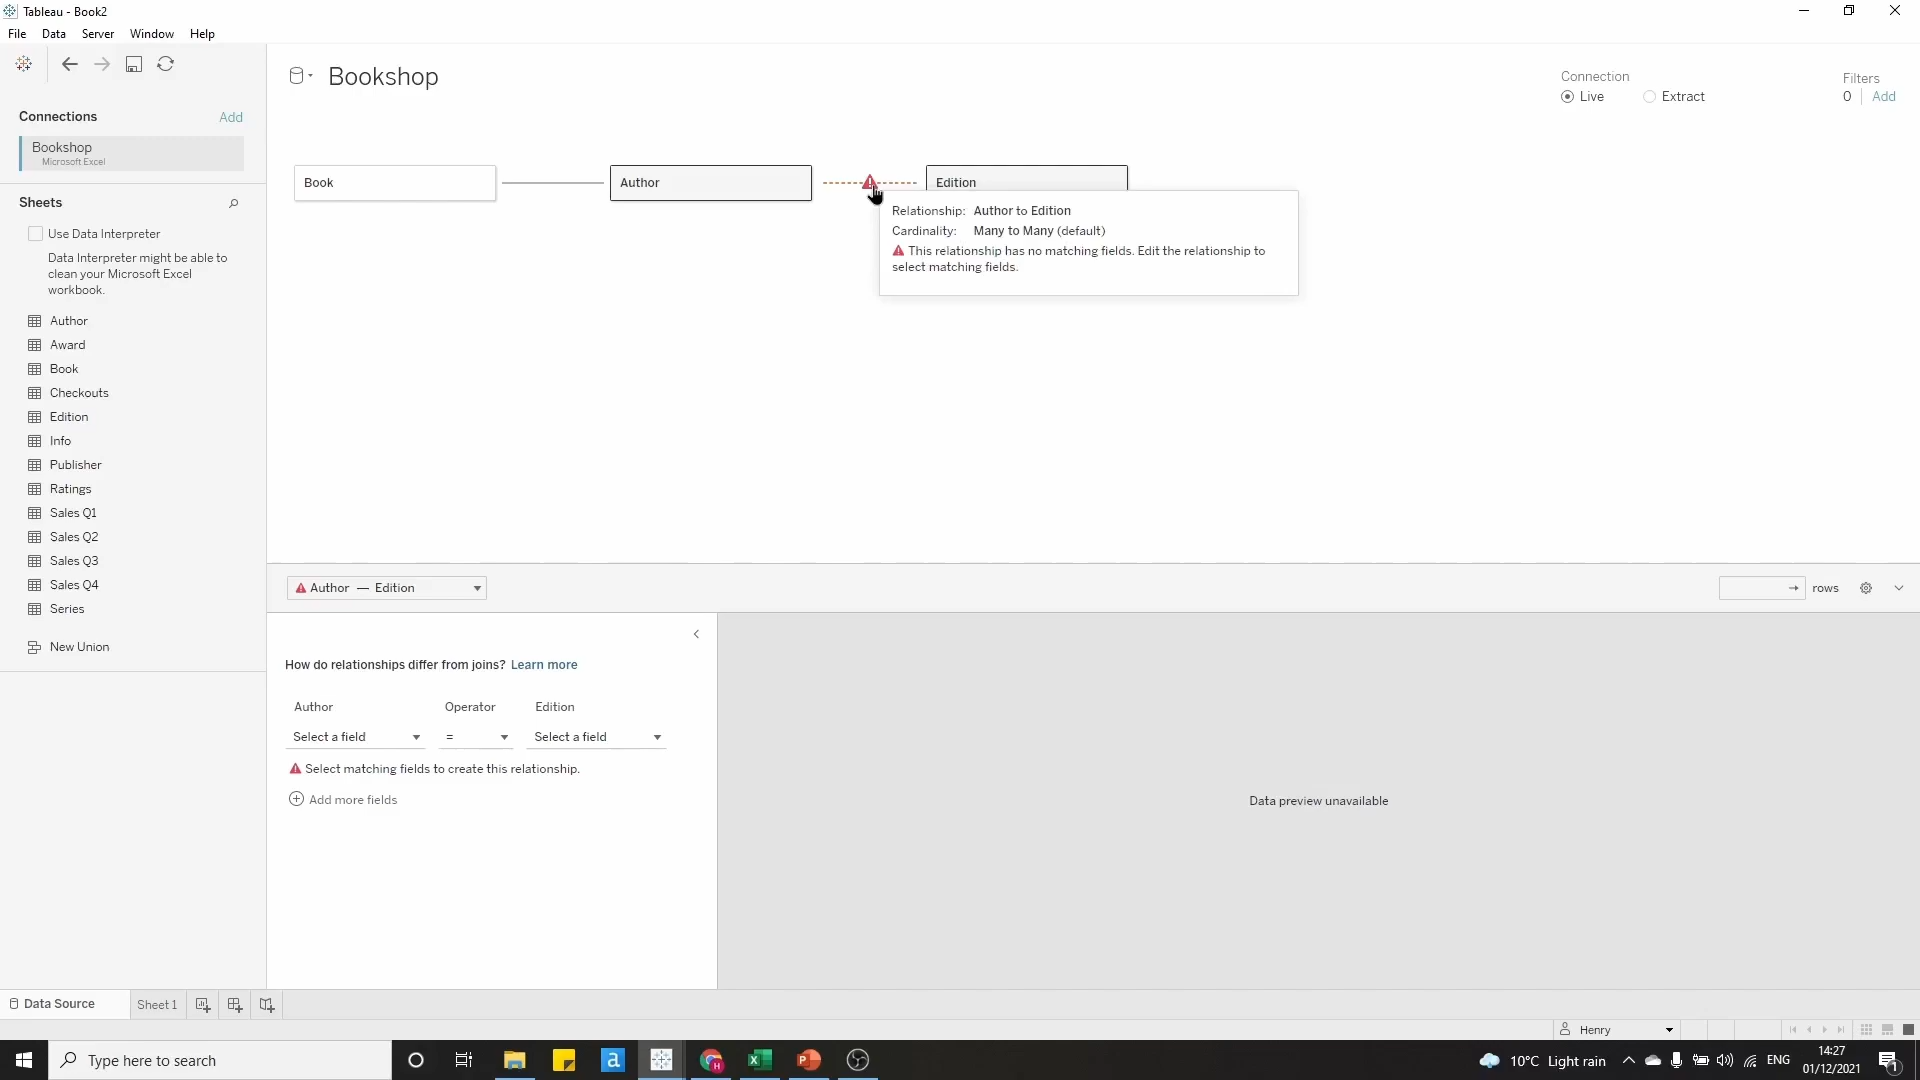 Tableau - Book2
File Data Server Window Help
Bookshop
Connection
Live
Extract
Filters
0 Add
Connections Add
Bookshop
Microsoft Excel
Sheets
Use Data Interpreter
Data Interpreter might be able to
clean your Microsoft Excel
workbook.
Author
Award
Book
Checkouts
Edition
Info
Publisher
Ratings
Sales Q1
Sales Q2
Sales Q3
Sales Q4
Series
New Union
Book
Author
Edition
Relationship: Author to Edition
Cardinality: Many to Many (default)
This relationship has no matching fields. Edit the relationship to
select matching fields.
Author — Edition
rows
How do relationships differ from joins? Learn more
Author Operator Edition
Select a field = Select a field
Select matching fields to create this relationship.
Add more fields
Data preview unavailable
Data Source Sheet 1
Henry
Type here to search
10°C Light rain
ENG
14:27
01/12/2021
1